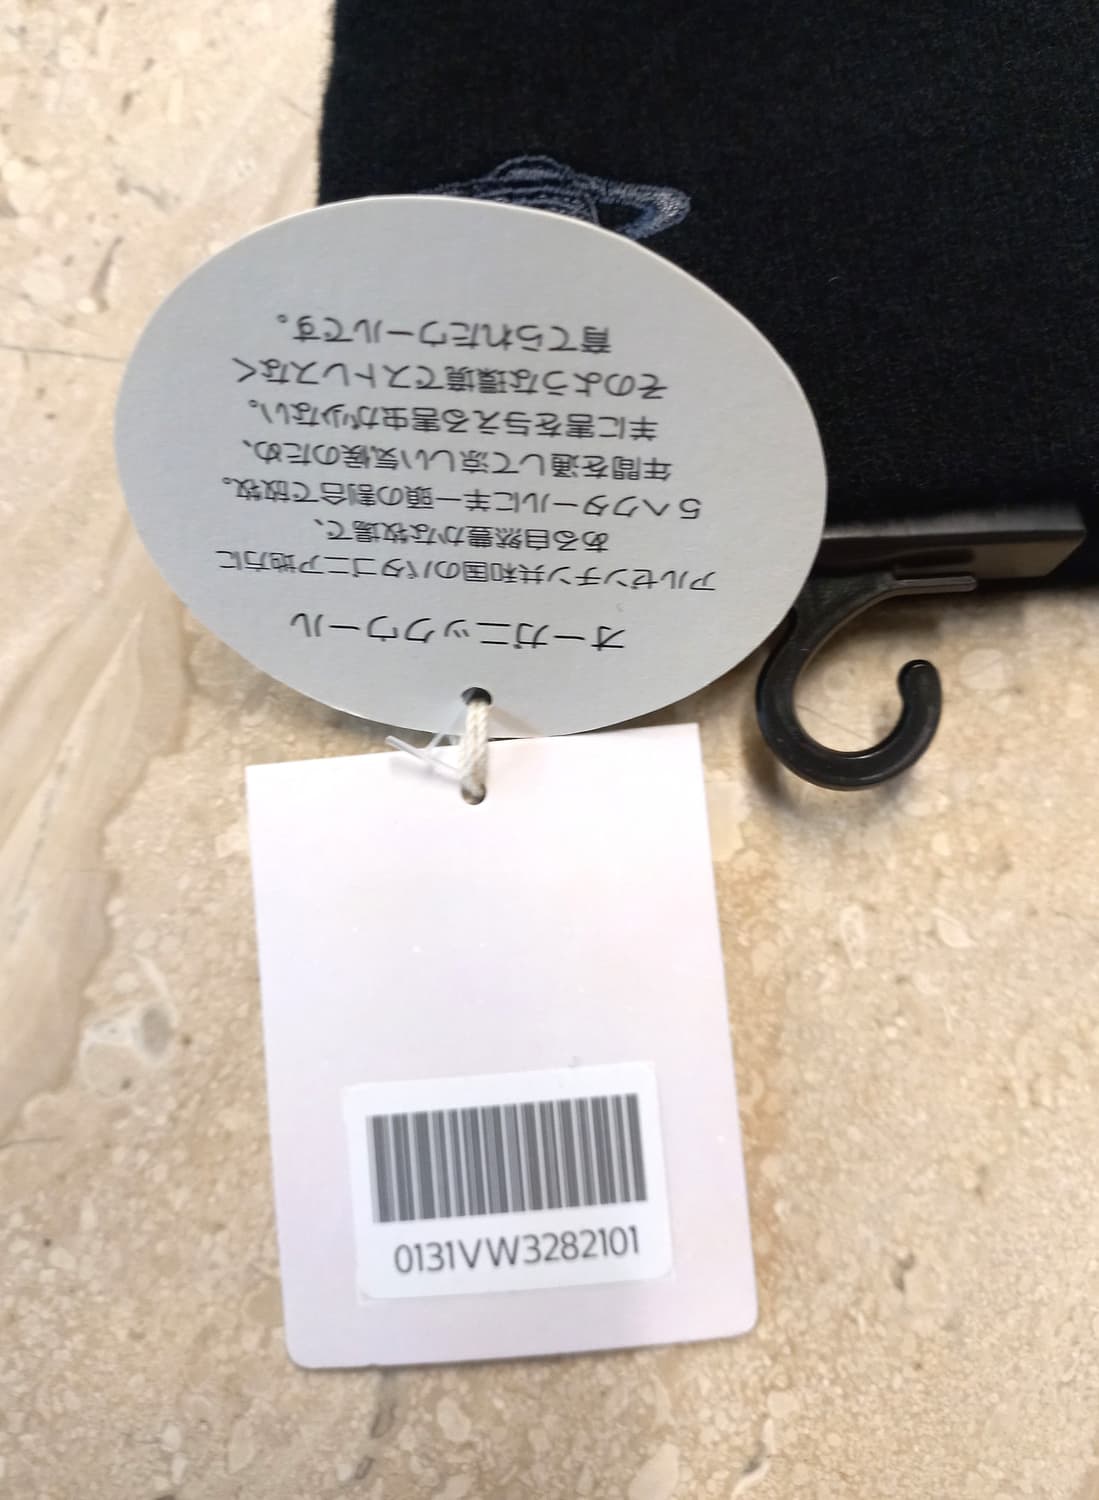 オーガニックウール
アルゼンチン共和国のパタゴニア地方に
ある自然豊かな牧場で、
5ヘクタールに羊一頭の割合で放牧。
年間を通して涼しい気候のため、
羊に害を与える害虫が少ない。
そのような環境でストレスなく
育てられたウールです。
0131VW3282101